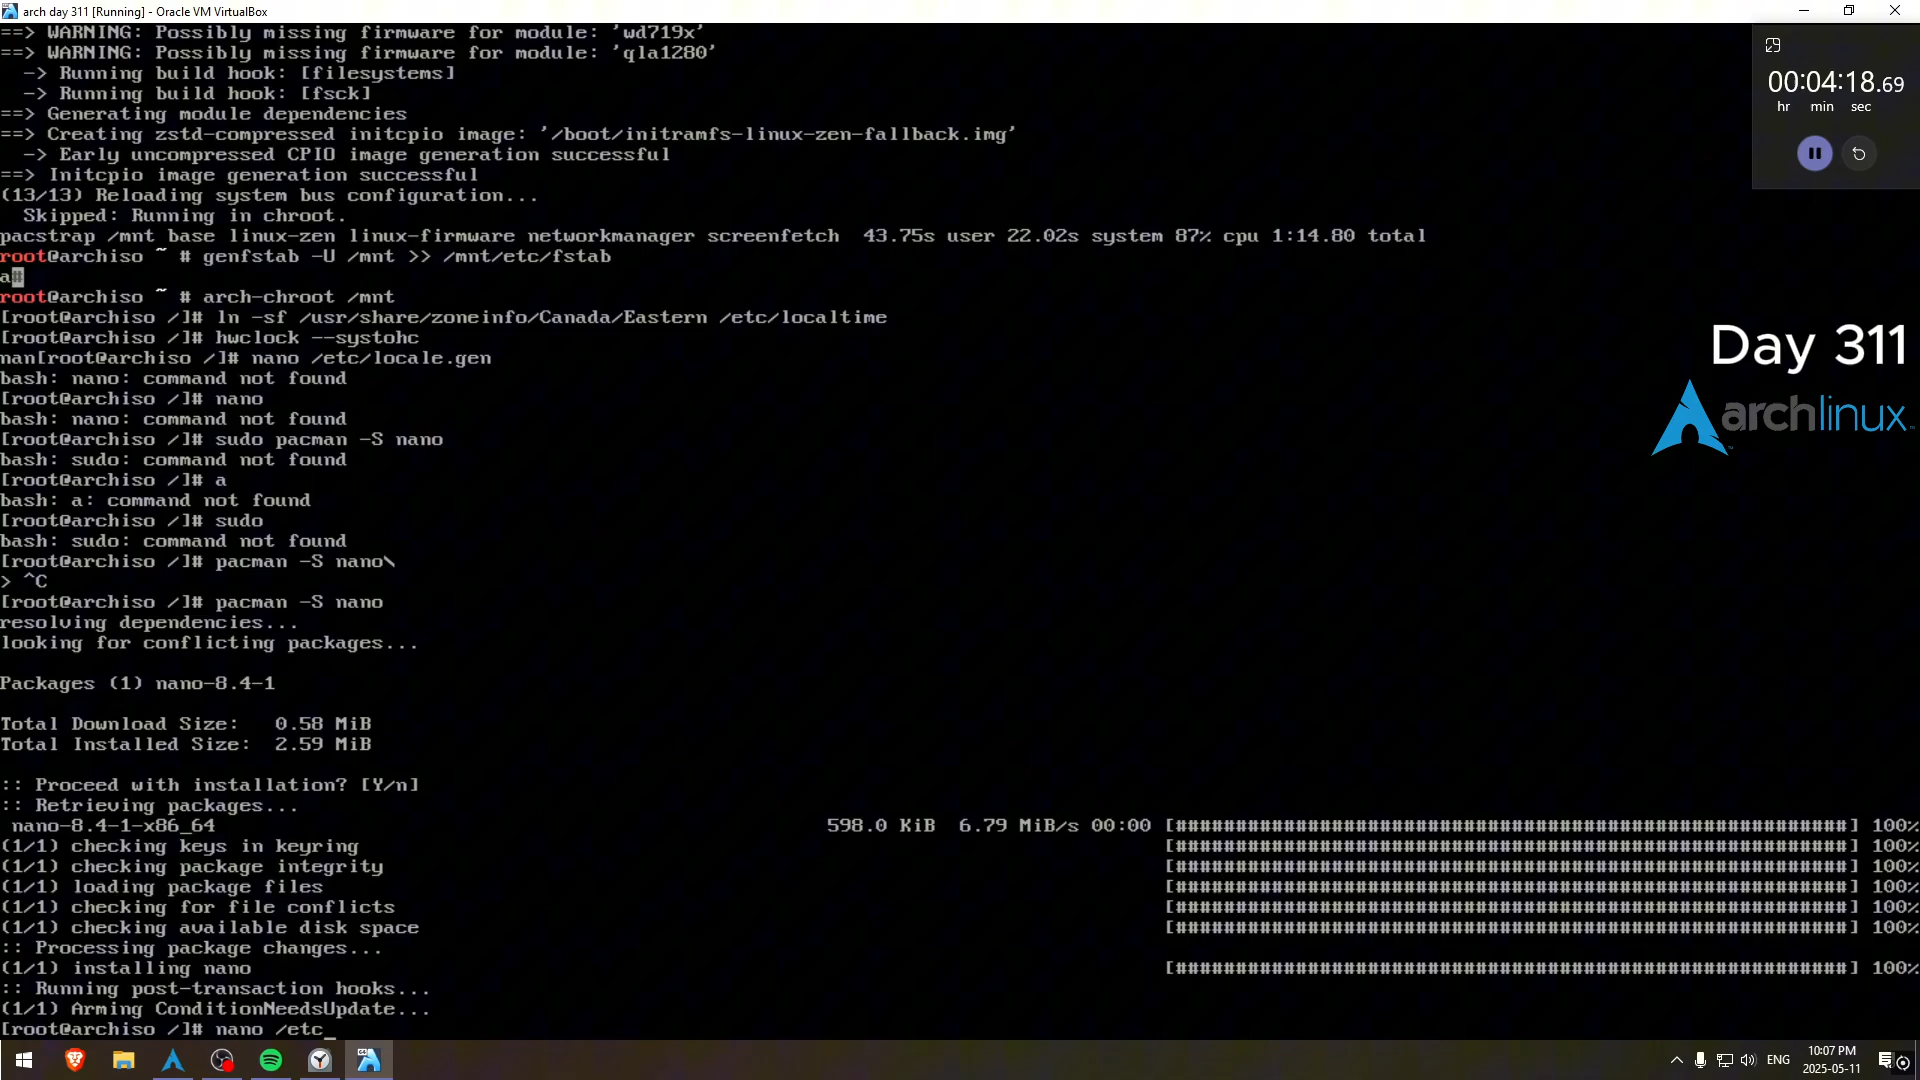 arch day 311 [Running] - Oracle VM VirtualBox
==> WARNING: Possibly missing firmware for module: 'wd719x'
==> WARNING: Possibly missing firmware for module: 'qla1280'
-> Running build hook: [filesystems]
-> Running build hook: [fsck]
==> Generating module dependencies
==> Creating zstd-compressed initcpio image: '/boot/initramfs-linux-zen-fallback.img'
-> Early uncompressed CPIO image generation successful
==> Initcpio image generation successful
(13/13) Reloading system bus configuration...
Skipped: Running in chroot.
pacstrap /mnt base linux-zen linux-firmware networkmanager screenfetch  43.75s user 22.02s system 87% cpu 1:14.80 total
root@archiso ~ # genfstab -U /mnt >> /mnt/etc/fstab
a#
root@archiso ~ # arch-chroot /mnt
[root@archiso /]# ln -sf /usr/share/zoneinfo/Canada/Eastern /etc/localtime
[root@archiso /]# hwclock --systohc
nan[root@archiso /]# nano /etc/locale.gen
bash: nano: command not found
[root@archiso /]# nano
bash: nano: command not found
[root@archiso /]# sudo pacman -S nano
bash: sudo: command not found
[root@archiso /]# a
bash: a: command not found
[root@archiso /]# sudo
bash: sudo: command not found
[root@archiso /]# pacman -S nano\
> ^C
[root@archiso /]# pacman -S nano
resolving dependencies...
looking for conflicting packages...
Packages (1) nano-8.4-1
Total Download Size:   0.58 MiB
Total Installed Size:  2.59 MiB
:: Proceed with installation? [Y/n]
:: Retrieving packages...
nano-8.4-1-x86_64 598.0 KiB  6.79 MiB/s 00:00 [########################################################] 100%
(1/1) checking keys in keyring [########################################################] 100%
(1/1) checking package integrity [########################################################] 100%
(1/1) loading package files [########################################################] 100%
(1/1) checking for file conflicts [########################################################] 100%
(1/1) checking available disk space [########################################################] 100%
:: Processing package changes...
(1/1) installing nano [########################################################] 100%
:: Running post-transaction hooks...
(1/1) Arming ConditionNeedsUpdate...
[root@archiso /]# nano /etc_
00:04:18.69
hr min sec
Day 311
archlinux
ENG
10:07 PM
2025-05-11